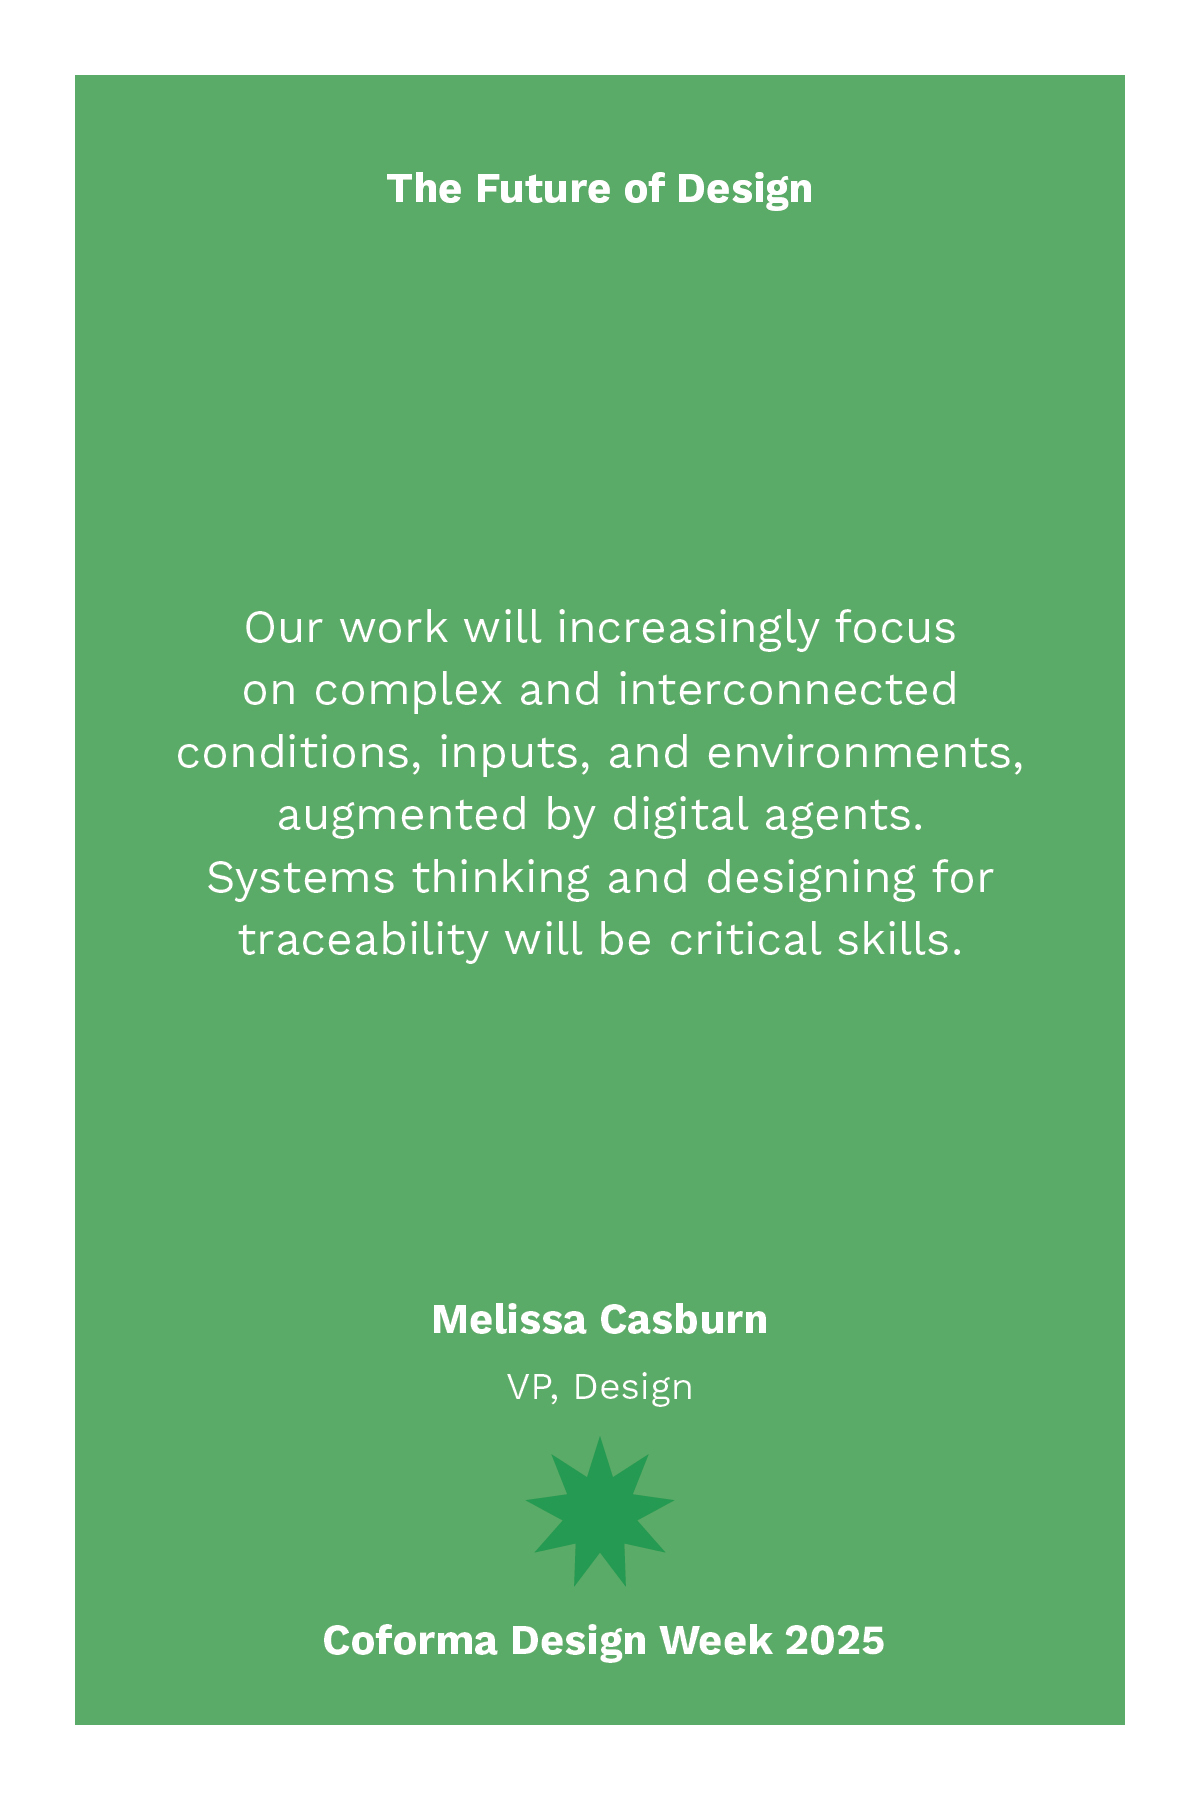 The Future of Design
Our work will increasingly focus
on complex and interconnected
conditions, inputs, and environments,
augmented by digital agents.
Systems thinking and designing for
traceability will be critical skills.
Melissa Casburn
VP, Design
Coforma Design Week 2025